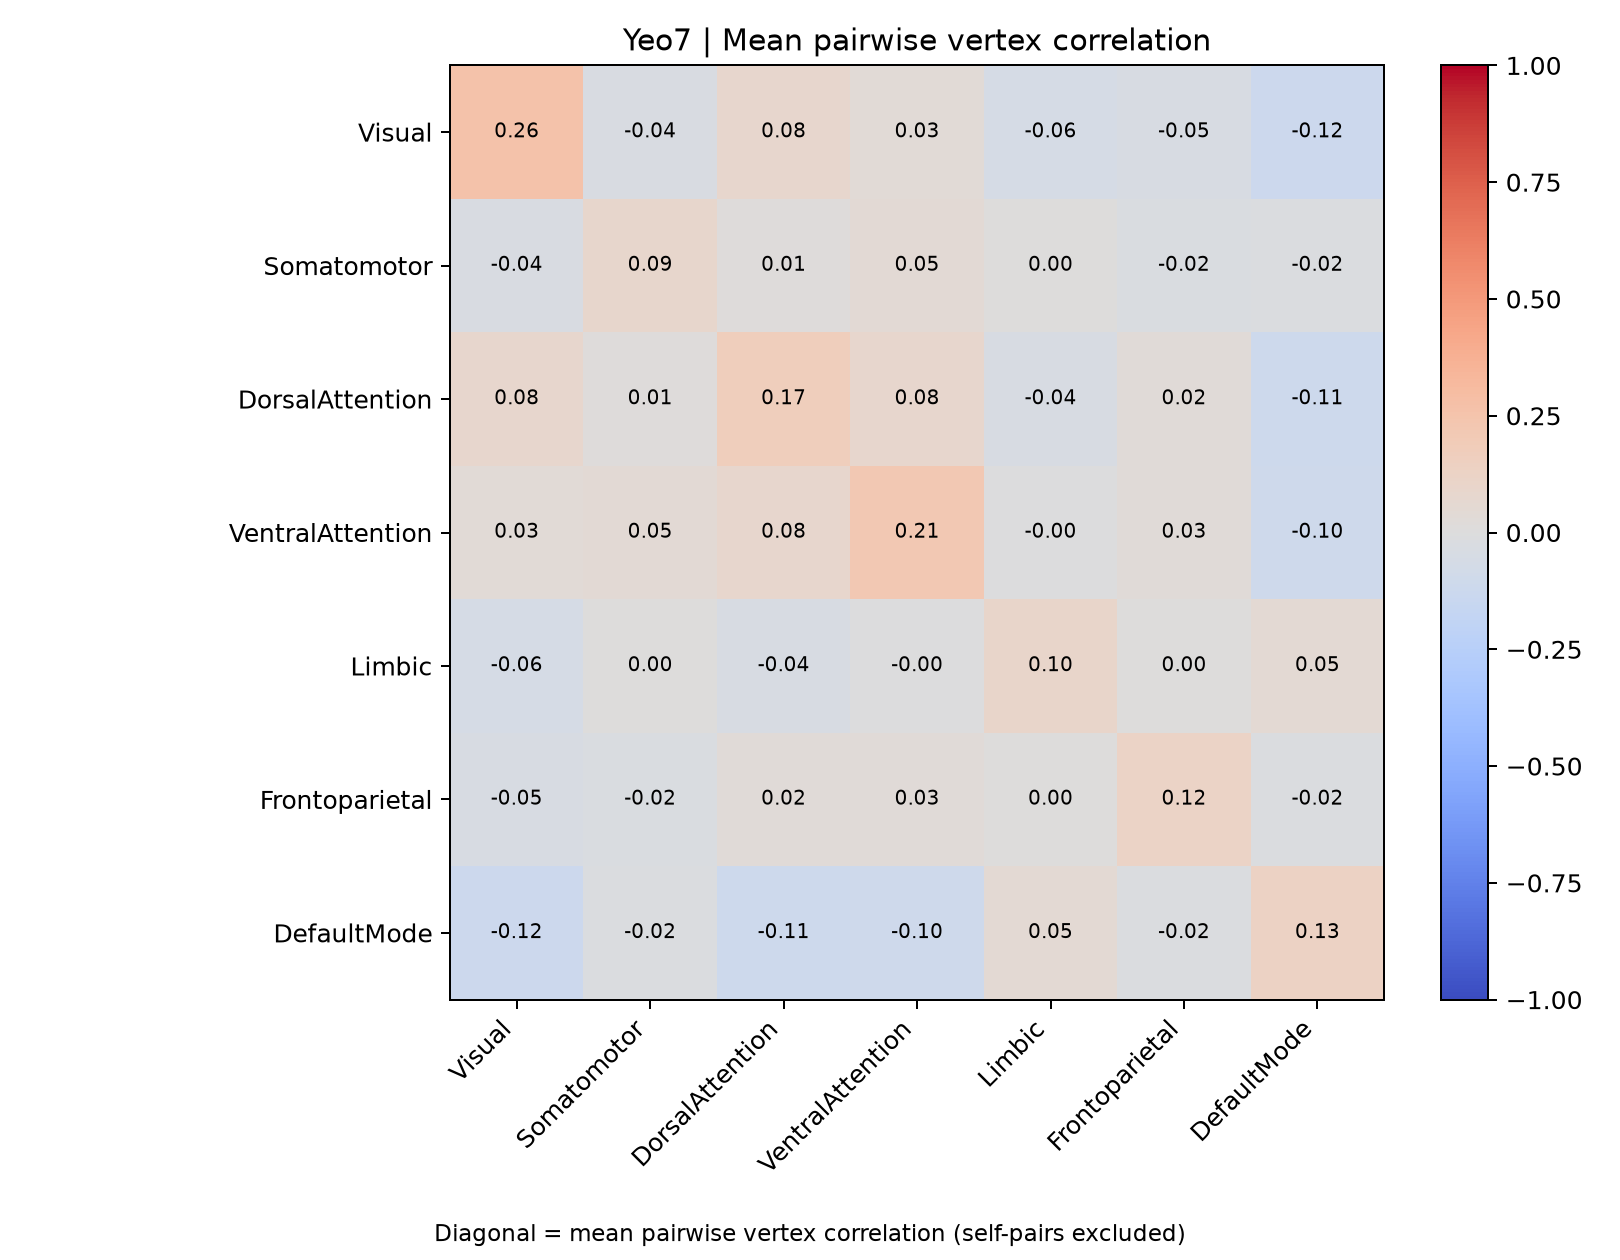 Yeo7 | Mean pairwise vertex correlation
Visual 0.26 -0.04 0.08 0.03 -0.06 -0.05 -0.12
Somatomotor -0.04 0.09 0.01 0.05 0.00 -0.02 -0.02
DorsalAttention 0.08 0.01 0.17 0.08 -0.04 0.02 -0.11
VentralAttention 0.03 0.05 0.08 0.21 -0.00 0.03 -0.10
Limbic -0.06 0.00 -0.04 -0.00 0.10 0.00 0.05
Frontoparietal -0.05 -0.02 0.02 0.03 0.00 0.12 -0.02
DefaultMode -0.12 -0.02 -0.11 -0.10 0.05 -0.02 0.13
Visual
Somatomotor
DorsalAttention
VentralAttention
Limbic
Frontoparietal
DefaultMode
1.00
0.75
0.50
0.25
0.00
−0.25
−0.50
−0.75
−1.00
Diagonal = mean pairwise vertex correlation (self-pairs excluded)